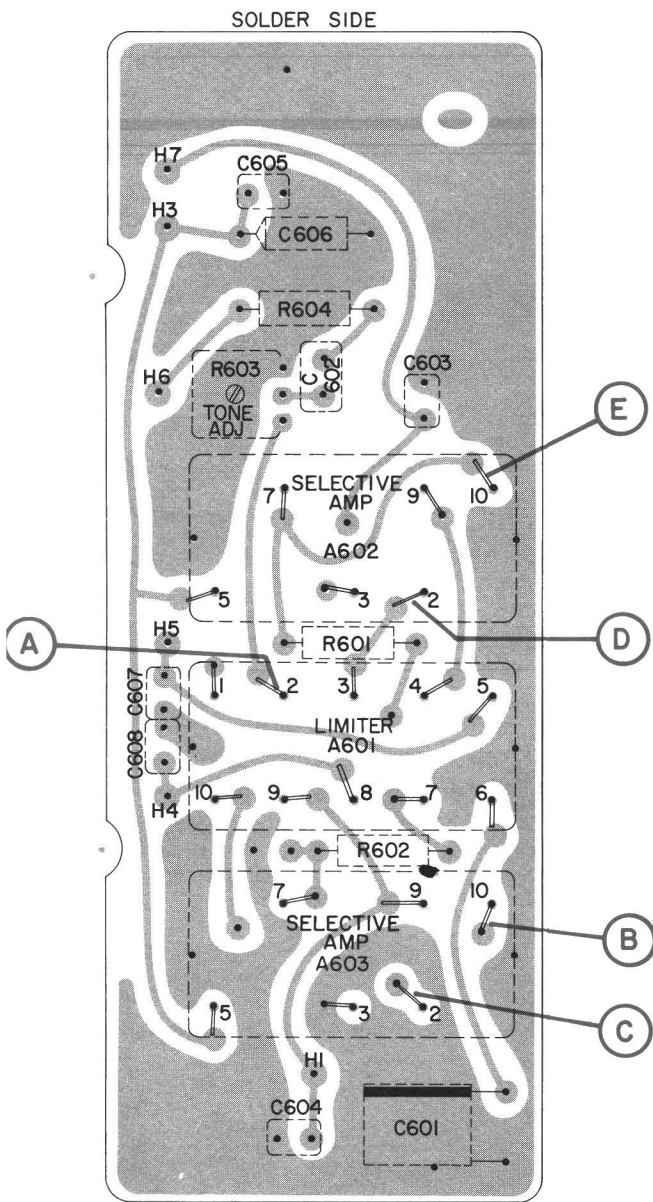 SOLDER SIDE
H7
C605
H3
C606
R604
H6
R603
TONE
ADJ
C
602
C603
E
7
SELECTIVE
AMP
9
10
A602
5
3
2
D
H5
R601
A
C607
1
2
3
4
5
LIMITER
A601
C608
H4
10
9
8
7
6
R602
7
9
10
SELECTIVE
AMP
A603
B
5
3
2
C
H1
C604
C601